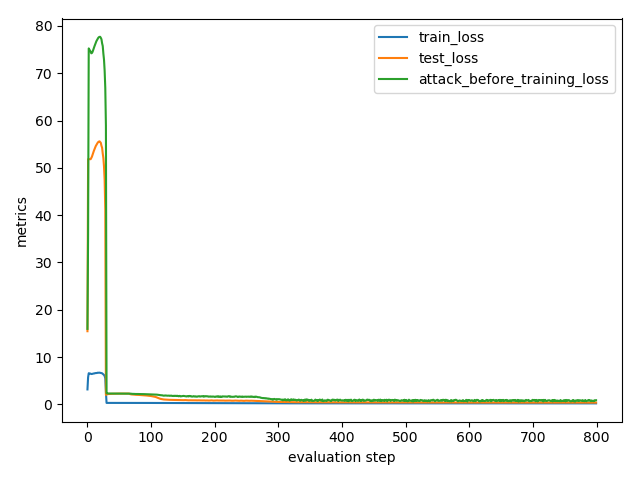 80
70
60
50
40
30
20
10
0
metrics
train_loss
test_loss
attack_before_training_loss
0 100 200 300 400 500 600 700 800
evaluation step